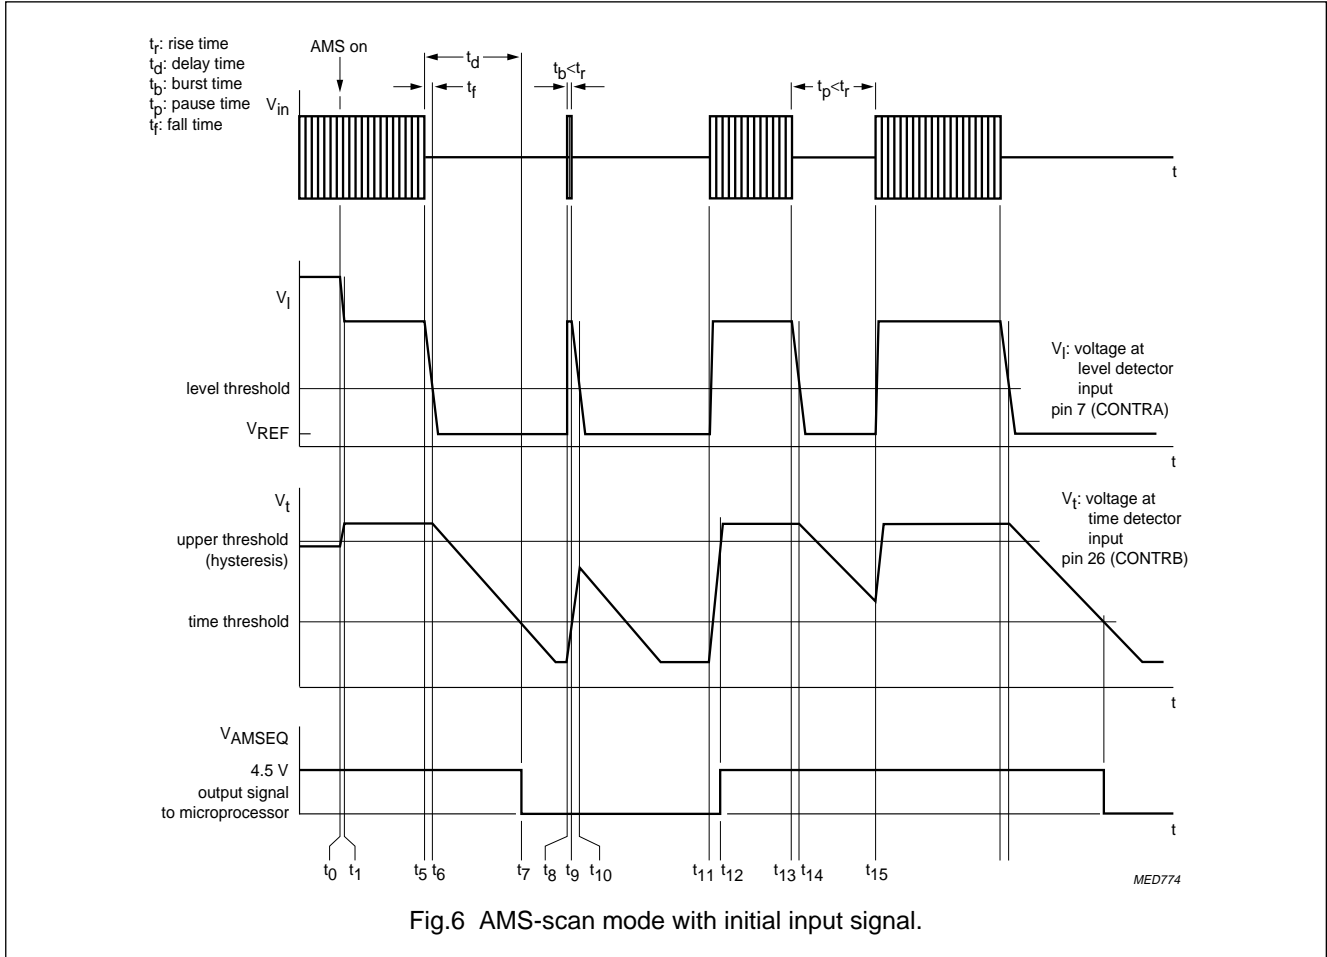 tr: rise time
td: delay time
tb: burst time
tp: pause time
tf: fall time
AMS on
td
tf
tb<tr
tp<tr
Vin
t
Vl
level threshold
VREF
Vl: voltage at
level detector
input
pin 7 (CONTRA)
t
Vt
upper threshold
(hysteresis)
time threshold
Vt: voltage at
time detector
input
pin 26 (CONTRB)
t
VAMSEQ
4.5 V
output signal
to microprocessor
t
t0 t1 t5 t6 t7 t8 t9 t10 t11 t12 t13 t14 t15
MED774
Fig.6 AMS-scan mode with initial input signal.